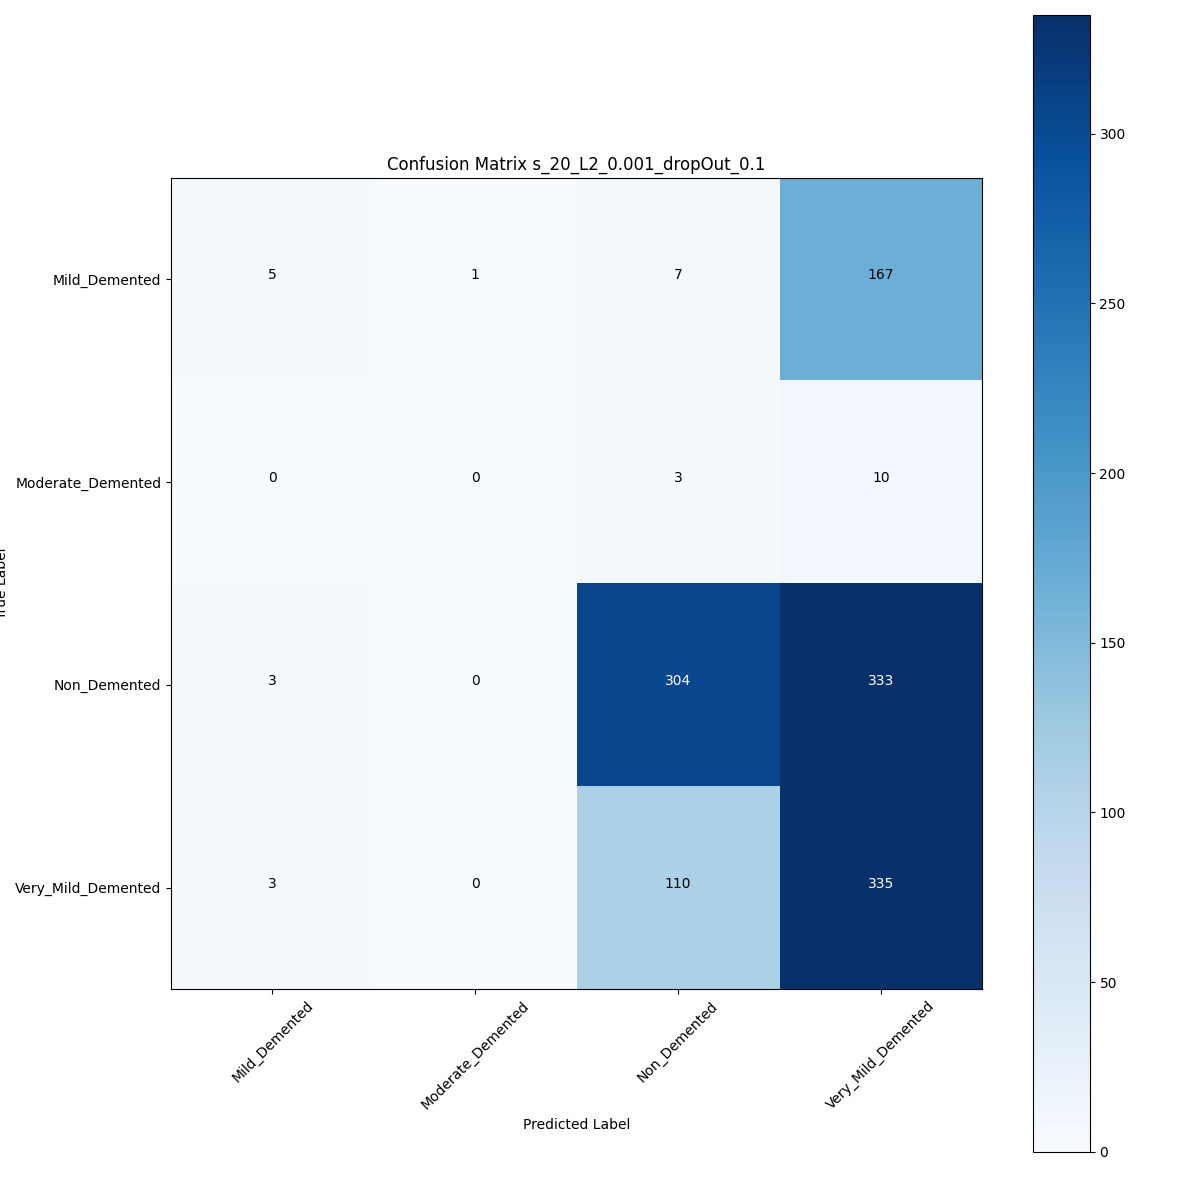 Confusion Matrix s_20_L2_0.001_dropOut_0.1
Mild_Demented
5 1 7 167
Moderate_Demented
0 0 3 10
Non_Demented
3 0 304 333
Very_Mild_Demented
3 0 110 335
True Label
Mild_Demented
Moderate_Demented
Non_Demented
Very_Mild_Demented
Predicted Label
300
250
200
150
100
50
0